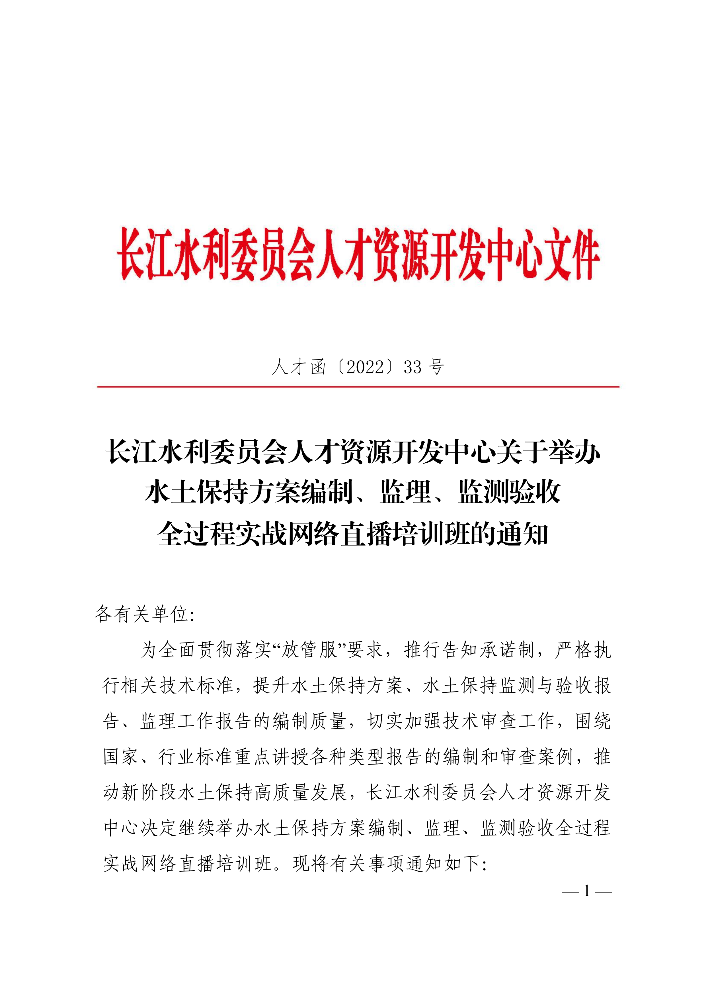 长江水利委员会人才资源开发中心文件
人才函〔2022〕33 号
长江水利委员会人才资源开发中心关于举办
水土保持方案编制、监理、监测验收
全过程实战网络直播培训班的通知
各有关单位:
为全面贯彻落实“放管服”要求，推行告知承诺制，严格执
行相关技术标准，提升水土保持方案、水土保持监测与验收报
告、监理工作报告的编制质量，切实加强技术审查工作，围绕
国家、行业标准重点讲授各种类型报告的编制和审查案例，推
动新阶段水土保持高质量发展，长江水利委员会人才资源开发
中心决定继续举办水土保持方案编制、监理、监测验收全过程
实战网络直播培训班。现将有关事项通知如下:
— 1 —